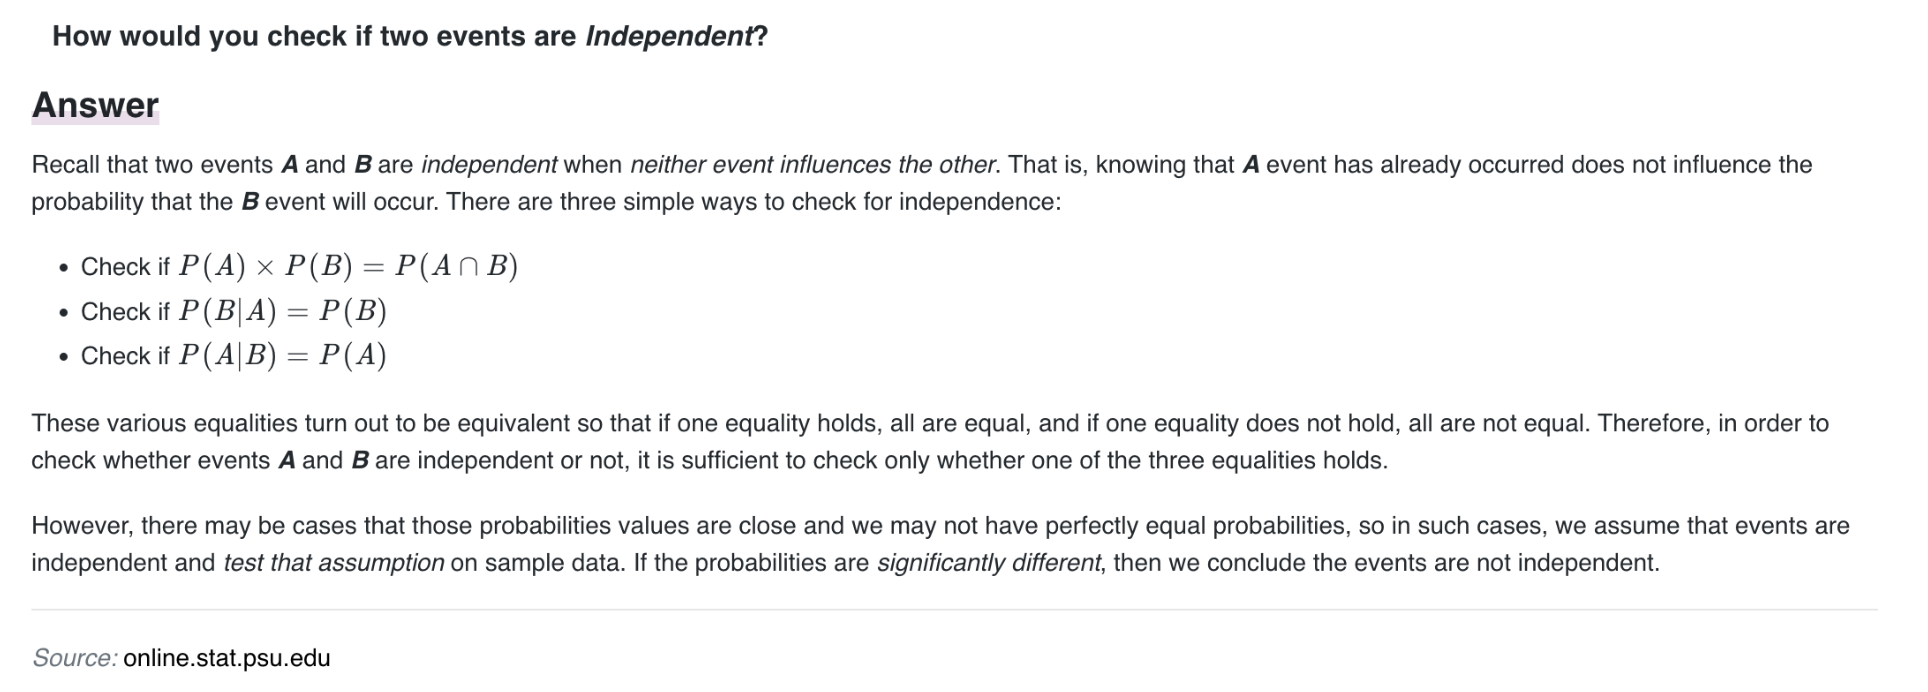 How would you check if two events are Independent?
Answer
Recall that two events A and B are independent when neither event influences the other. That is, knowing that A event has already occurred does not influence the
probability that the B event will occur. There are three simple ways to check for independence:
• Check if P(A) × P(B) = P(A ∩ B)
• Check if P(B|A) = P(B)
• Check if P(A|B) = P(A)
These various equalities turn out to be equivalent so that if one equality holds, all are equal, and if one equality does not hold, all are not equal. Therefore, in order to
check whether events A and B are independent or not, it is sufficient to check only whether one of the three equalities holds.
However, there may be cases that those probabilities values are close and we may not have perfectly equal probabilities, so in such cases, we assume that events are
independent and test that assumption on sample data. If the probabilities are significantly different, then we conclude the events are not independent.
Source: online.stat.psu.edu